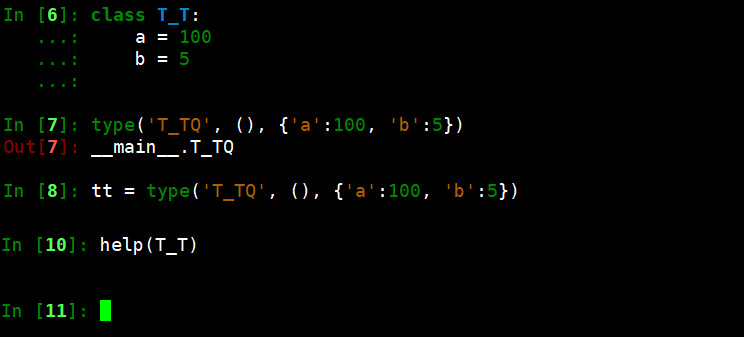 In [6]: class T_T:
   ...:     a = 100
   ...:     b = 5
   ...:
In [7]: type('T_TQ', (), {'a':100, 'b':5})
Out[7]: __main__.T_TQ
In [8]: tt = type('T_TQ', (), {'a':100, 'b':5})
In [10]: help(T_T)
In [11]: